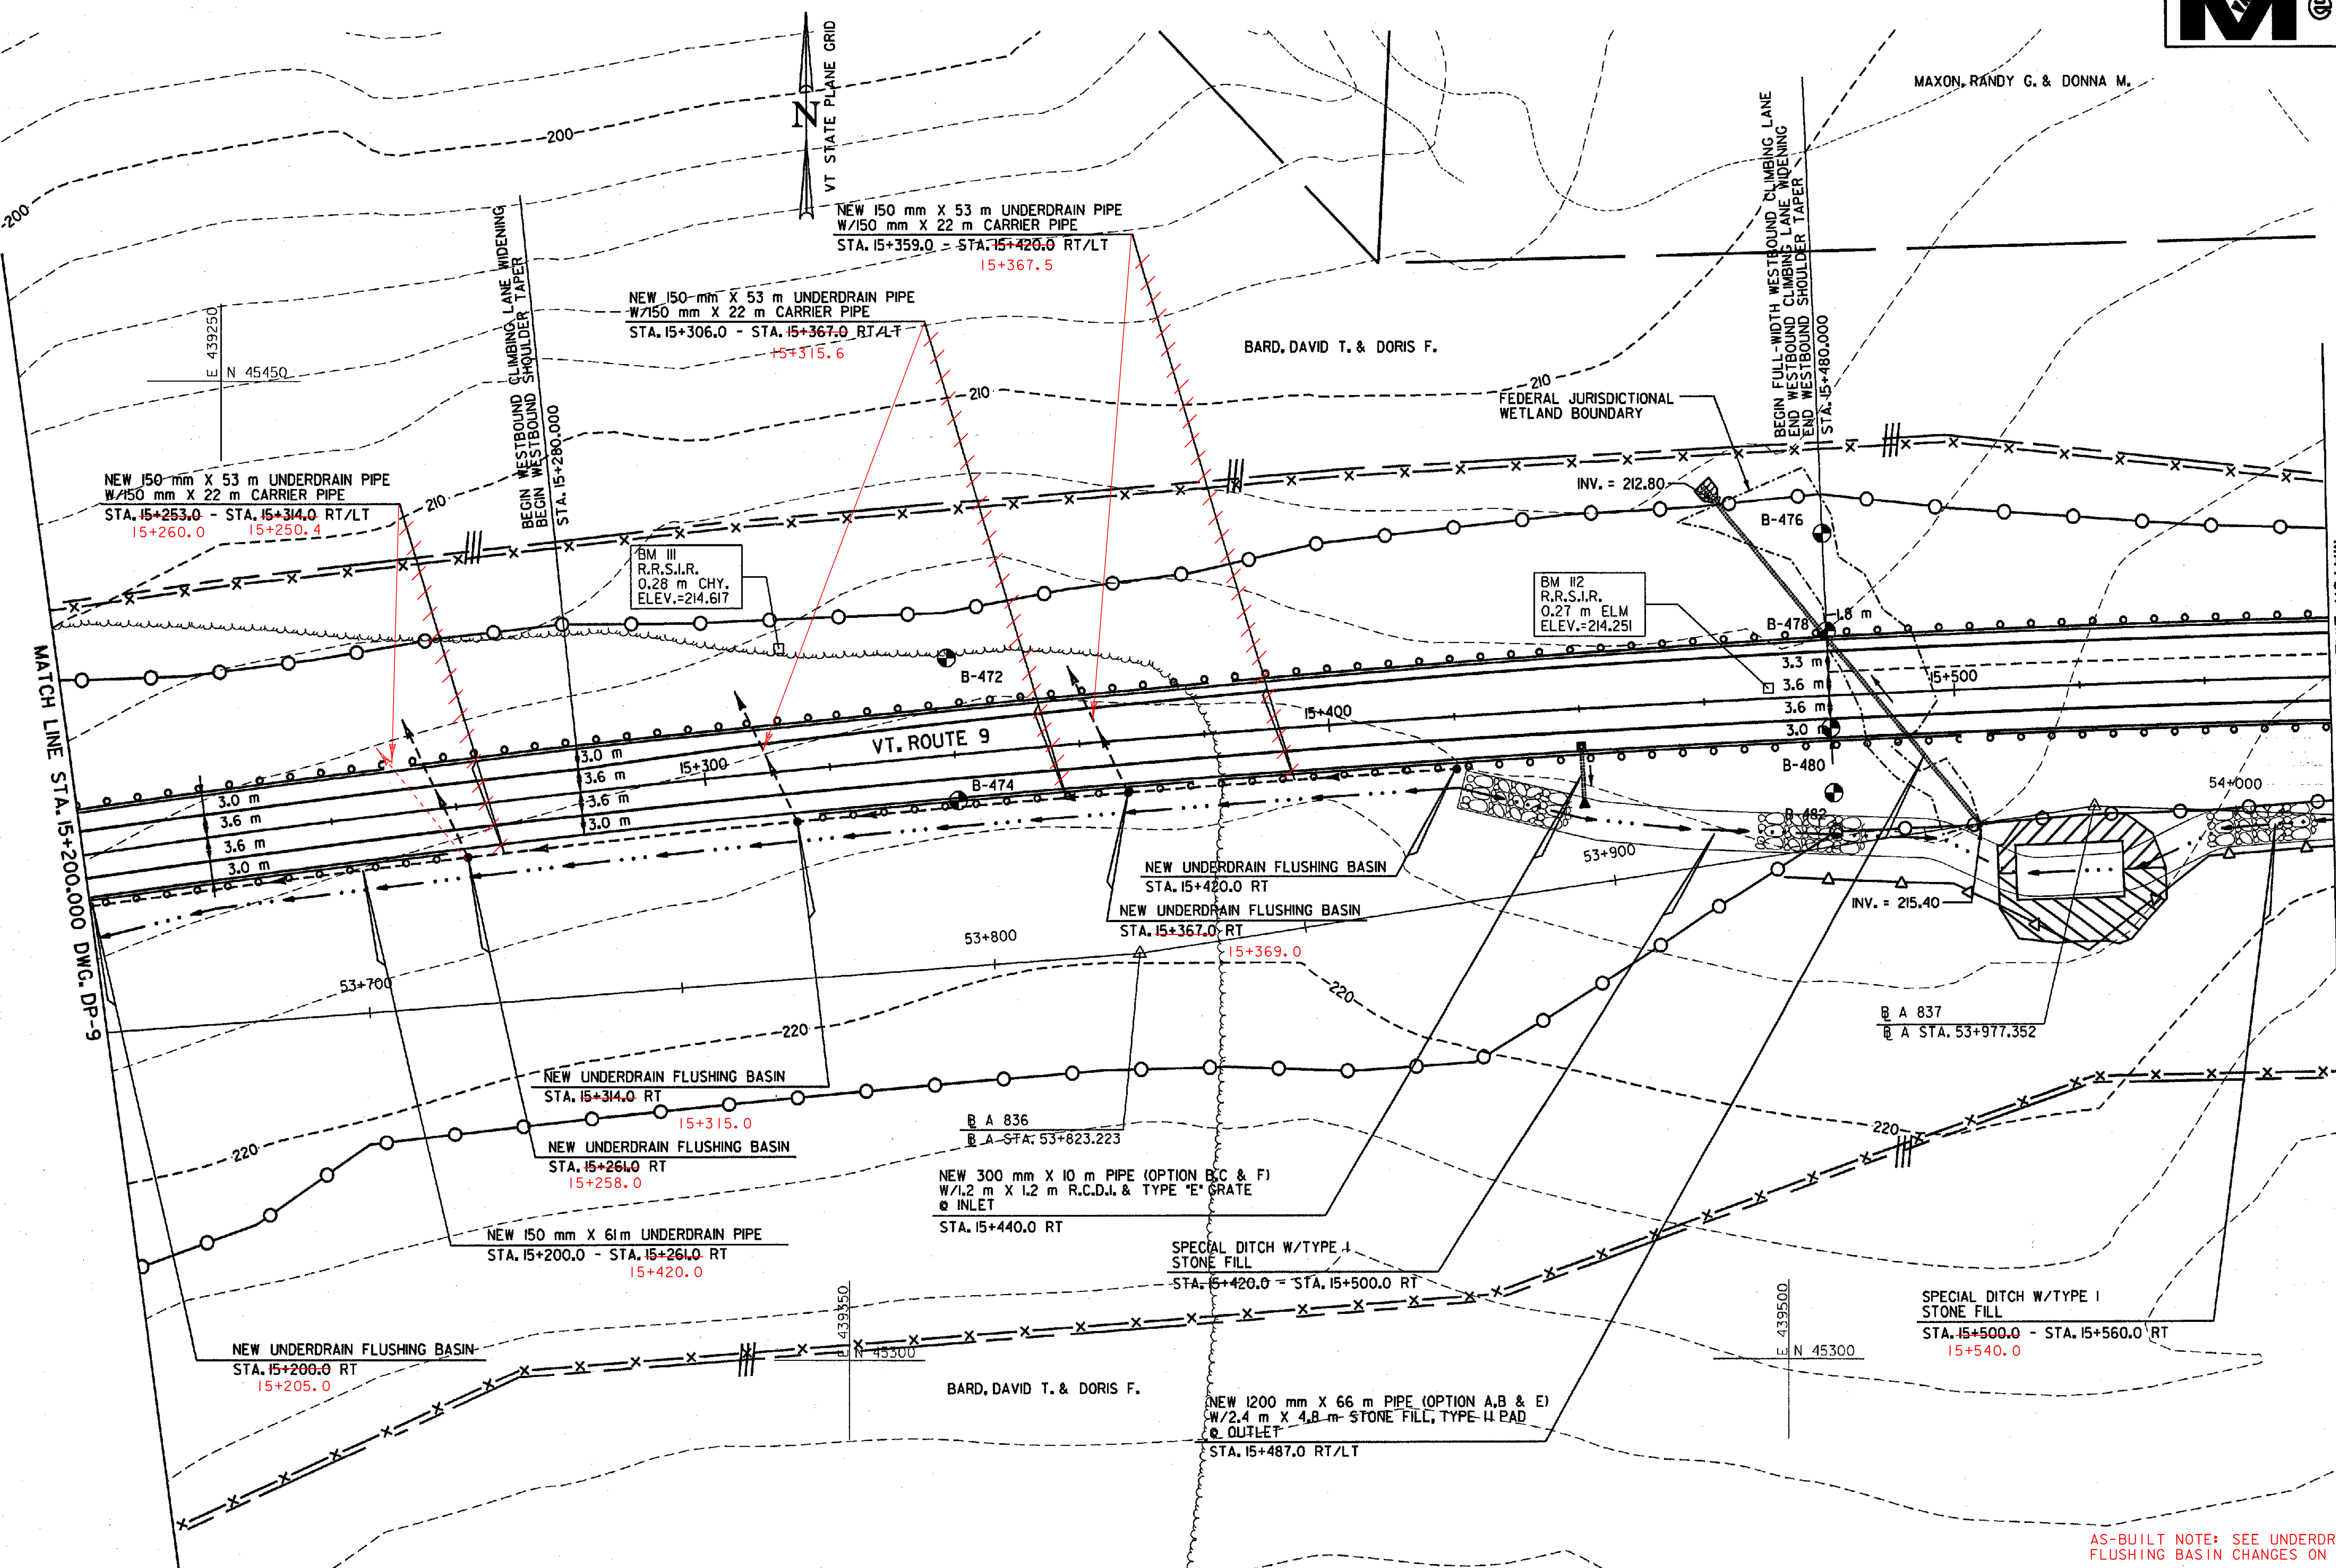 M
VT STATE PLANE GRID
N
MAXON, RANDY G. & DONNA M.
-200-
-200-
NEW 150 mm X 53 m UNDERDRAIN PIPE
W/150 mm X 22 m CARRIER PIPE
STA. 15+359.0 - STA. 15+420.0 RT/LT
15+367.5
NEW 150 mm X 53 m UNDERDRAIN PIPE
W/150 mm X 22 m CARRIER PIPE
STA. 15+306.0 - STA. 15+367.0 RT/LT
15+315.6
BEGIN WESTBOUND CLIMBING LANE WIDENING
BEGIN WESTBOUND SHOULDER TAPER
STA. 15+280.000
BEGIN FULL-WIDTH WESTBOUND CLIMBING LANE
END WESTBOUND CLIMBING LANE WIDENING
END WESTBOUND SHOULDER TAPER
STA. 15+480.000
E 439250
N 45450
BARD, DAVID T. & DORIS F.
-210-
-210-
210
FEDERAL JURISDICTIONAL
WETLAND BOUNDARY
NEW 150 mm X 53 m UNDERDRAIN PIPE
W/150 mm X 22 m CARRIER PIPE
STA. 15+253.0 - STA. 15+314.0 RT/LT
15+260.0 15+250.4
INV. = 212.80
B-476
BM 111
R.R.S.I.R.
0.28 m CHY.
ELEV.=214.617
BM 112
R.R.S.I.R.
0.27 m ELM
ELEV.=214.251
B-478
1.8 m
3.3 m
3.6 m
3.6 m
3.0 m
15+500
B-472
15+400
VT. ROUTE 9
15+300
B-474
B-480
B-482
3.0 m
3.6 m
3.6 m
3.0 m
3.0 m
3.6 m
3.6 m
3.0 m
MATCH LINE STA. 15+200.000 DWG. DP-9
54+000
53+900
53+800
53+700
NEW UNDERDRAIN FLUSHING BASIN
STA. 15+420.0 RT
NEW UNDERDRAIN FLUSHING BASIN
STA. 15+367.0 RT
15+369.0
INV. = 215.40
220
-220-
-220
-220-
B A 837
B A STA. 53+977.352
NEW UNDERDRAIN FLUSHING BASIN
STA. 15+314.0 RT
15+315.0
B A 836
B A STA. 53+823.223
NEW UNDERDRAIN FLUSHING BASIN
STA. 15+261.0 RT
15+258.0
NEW 300 mm X 10 m PIPE (OPTION B,C & F)
W/1.2 m X 1.2 m R.C.D.I. & TYPE "E" GRATE
@ INLET
STA. 15+440.0 RT
NEW 150 mm X 61m UNDERDRAIN PIPE
STA. 15+200.0 - STA. 15+261.0 RT
15+420.0
SPECIAL DITCH W/TYPE I
STONE FILL
STA. 15+420.0 - STA. 15+500.0 RT
SPECIAL DITCH W/TYPE I
STONE FILL
STA. 15+500.0 - STA. 15+560.0 RT
15+540.0
E 439350
N 45300
E 439500
N 45300
NEW UNDERDRAIN FLUSHING BASIN
STA. 15+200.0 RT
15+205.0
BARD, DAVID T. & DORIS F.
NEW 1200 mm X 66 m PIPE (OPTION A,B & E)
W/2.4 m X 4.8 m STONE FILL, TYPE II PAD
@ OUTLET
STA. 15+487.0 RT/LT
AS-BUILT NOTE: SEE UNDERDR
FLUSHING BASIN CHANGES ON